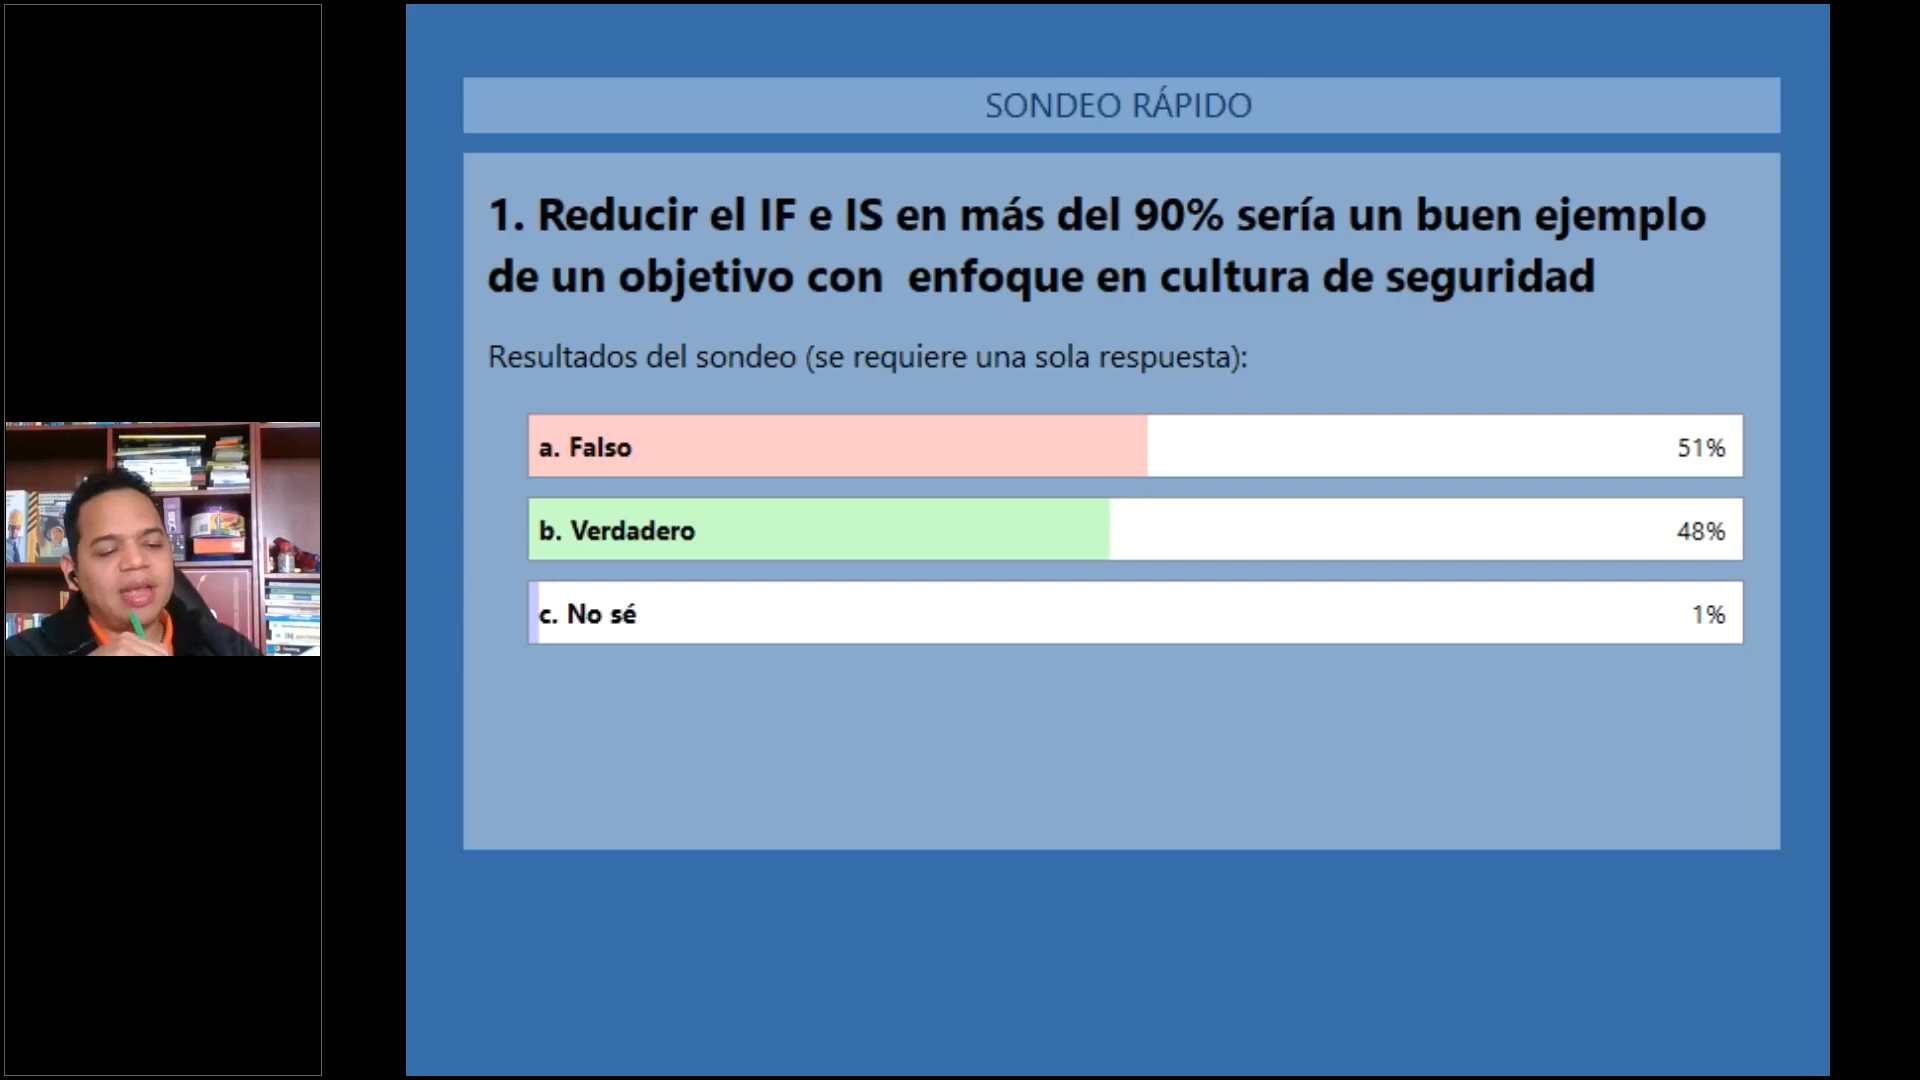 SONDEO RÁPIDO
1. Reducir el IF e IS en más del 90% sería un buen ejemplo
de un objetivo con  enfoque en cultura de seguridad
Resultados del sondeo (se requiere una sola respuesta):
a. Falso 51%
b. Verdadero 48%
c. No sé 1%